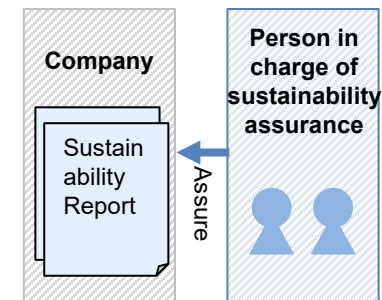 Company
Sustain
ability
Report
Assure
Person in
charge of
sustainability
assurance